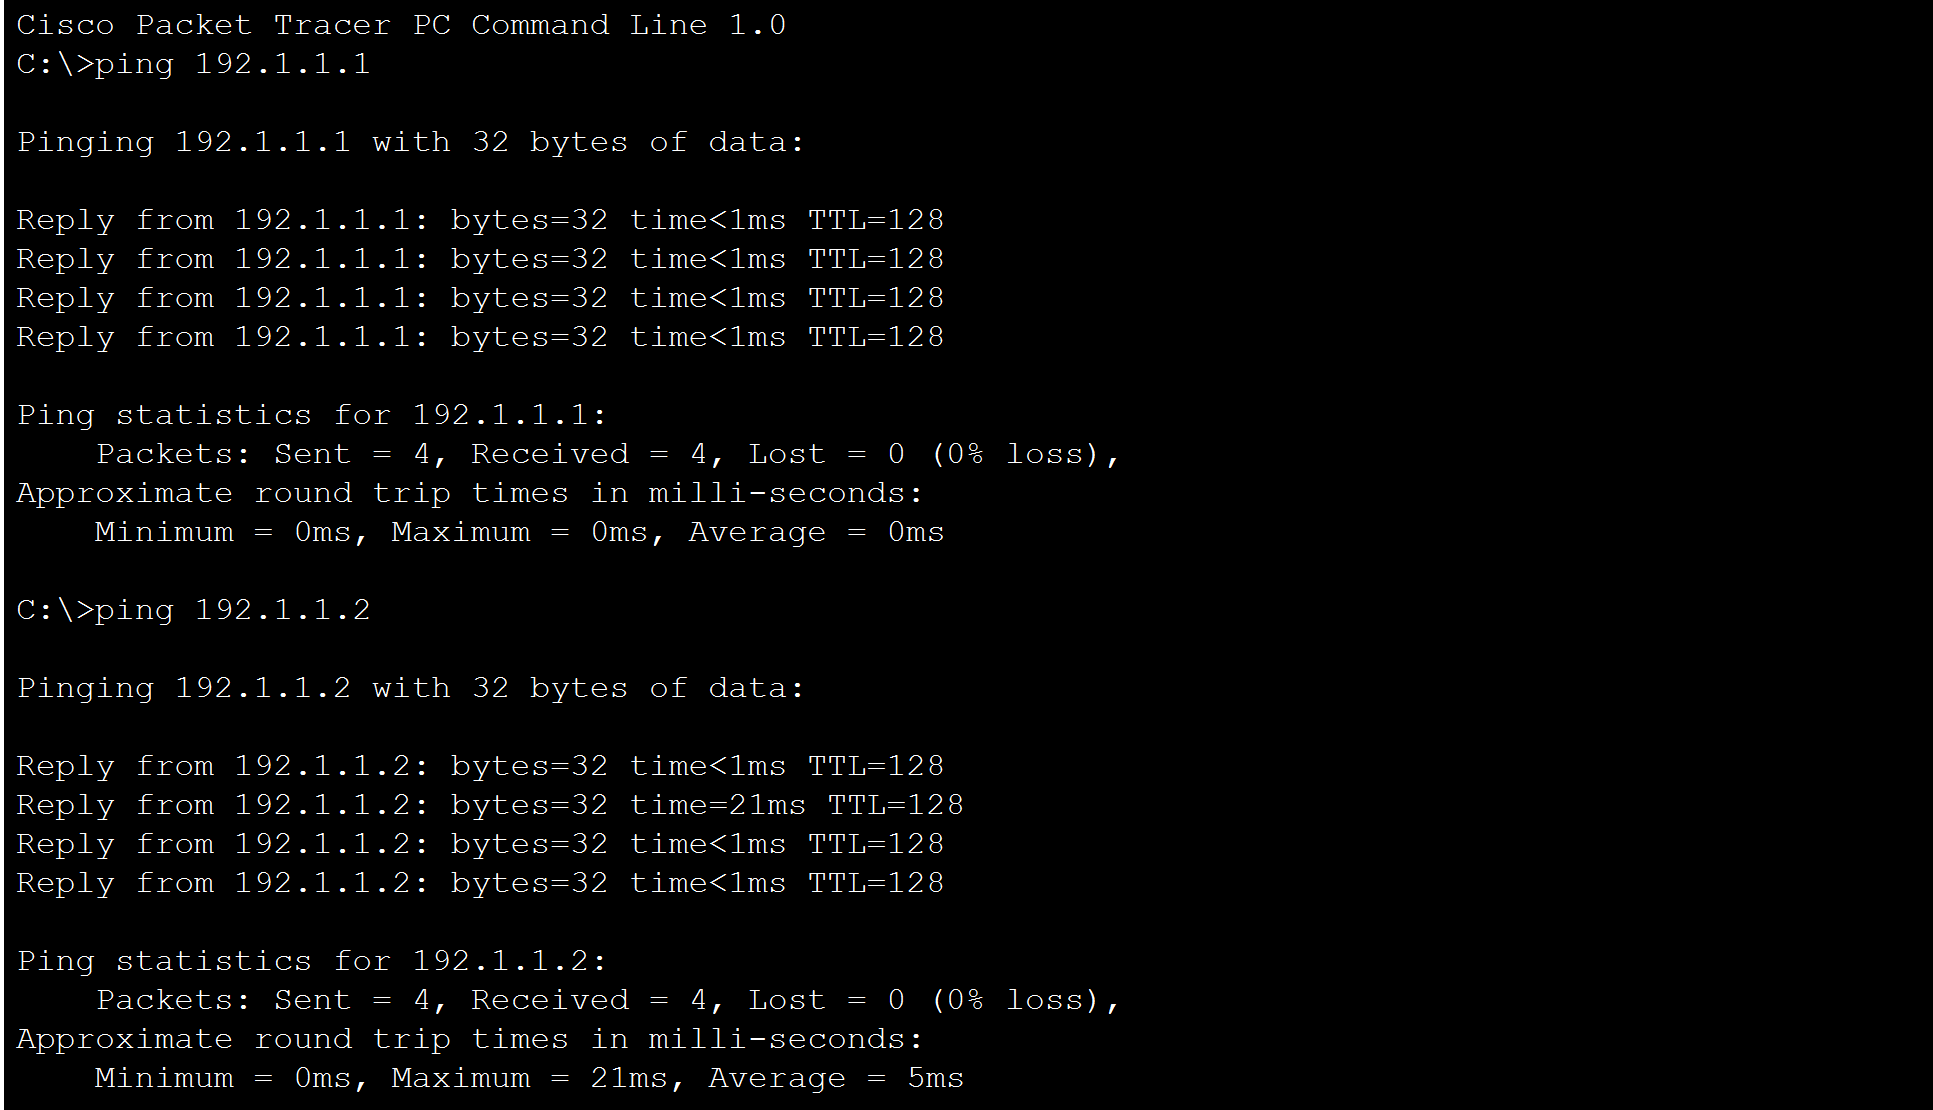 Cisco Packet Tracer PC Command Line 1.0
C:\>ping 192.1.1.1
Pinging 192.1.1.1 with 32 bytes of data:
Reply from 192.1.1.1: bytes=32 time<1ms TTL=128
Reply from 192.1.1.1: bytes=32 time<1ms TTL=128
Reply from 192.1.1.1: bytes=32 time<1ms TTL=128
Reply from 192.1.1.1: bytes=32 time<1ms TTL=128
Ping statistics for 192.1.1.1:
    Packets: Sent = 4, Received = 4, Lost = 0 (0% loss),
Approximate round trip times in milli-seconds:
    Minimum = 0ms, Maximum = 0ms, Average = 0ms
C:\>ping 192.1.1.2
Pinging 192.1.1.2 with 32 bytes of data:
Reply from 192.1.1.2: bytes=32 time<1ms TTL=128
Reply from 192.1.1.2: bytes=32 time=21ms TTL=128
Reply from 192.1.1.2: bytes=32 time<1ms TTL=128
Reply from 192.1.1.2: bytes=32 time<1ms TTL=128
Ping statistics for 192.1.1.2:
    Packets: Sent = 4, Received = 4, Lost = 0 (0% loss),
Approximate round trip times in milli-seconds:
    Minimum = 0ms, Maximum = 21ms, Average = 5ms